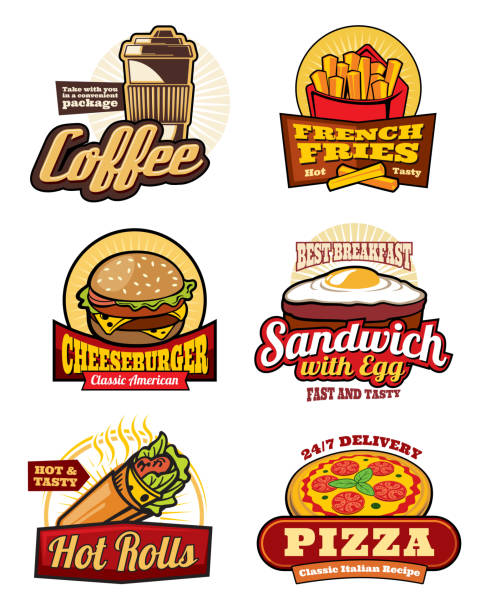 Take with you
in a convenient
package
Coffee
FRENCH
FRIES
Hot Tasty
CHEESEBURGER
Classic American
BEST BREAKFAST
Sandwich
with Egg
FAST AND TASTY
HOT &
TASTY
Hot Rolls
24/7 DELIVERY
PIZZA
Classic Italian Recipe